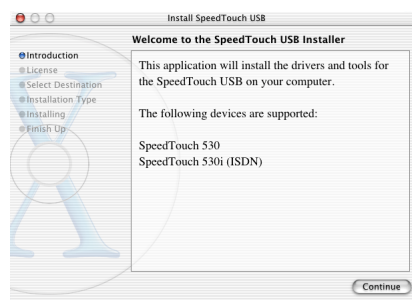 Install SpeedTouch USB
Welcome to the SpeedTouch USB Installer
Introduction
License
Select Destination
Installation Type
Installing
Finish Up
This application will install the drivers and tools for
the SpeedTouch USB on your computer.
The following devices are supported:
SpeedTouch 530
SpeedTouch 530i (ISDN)
Continue